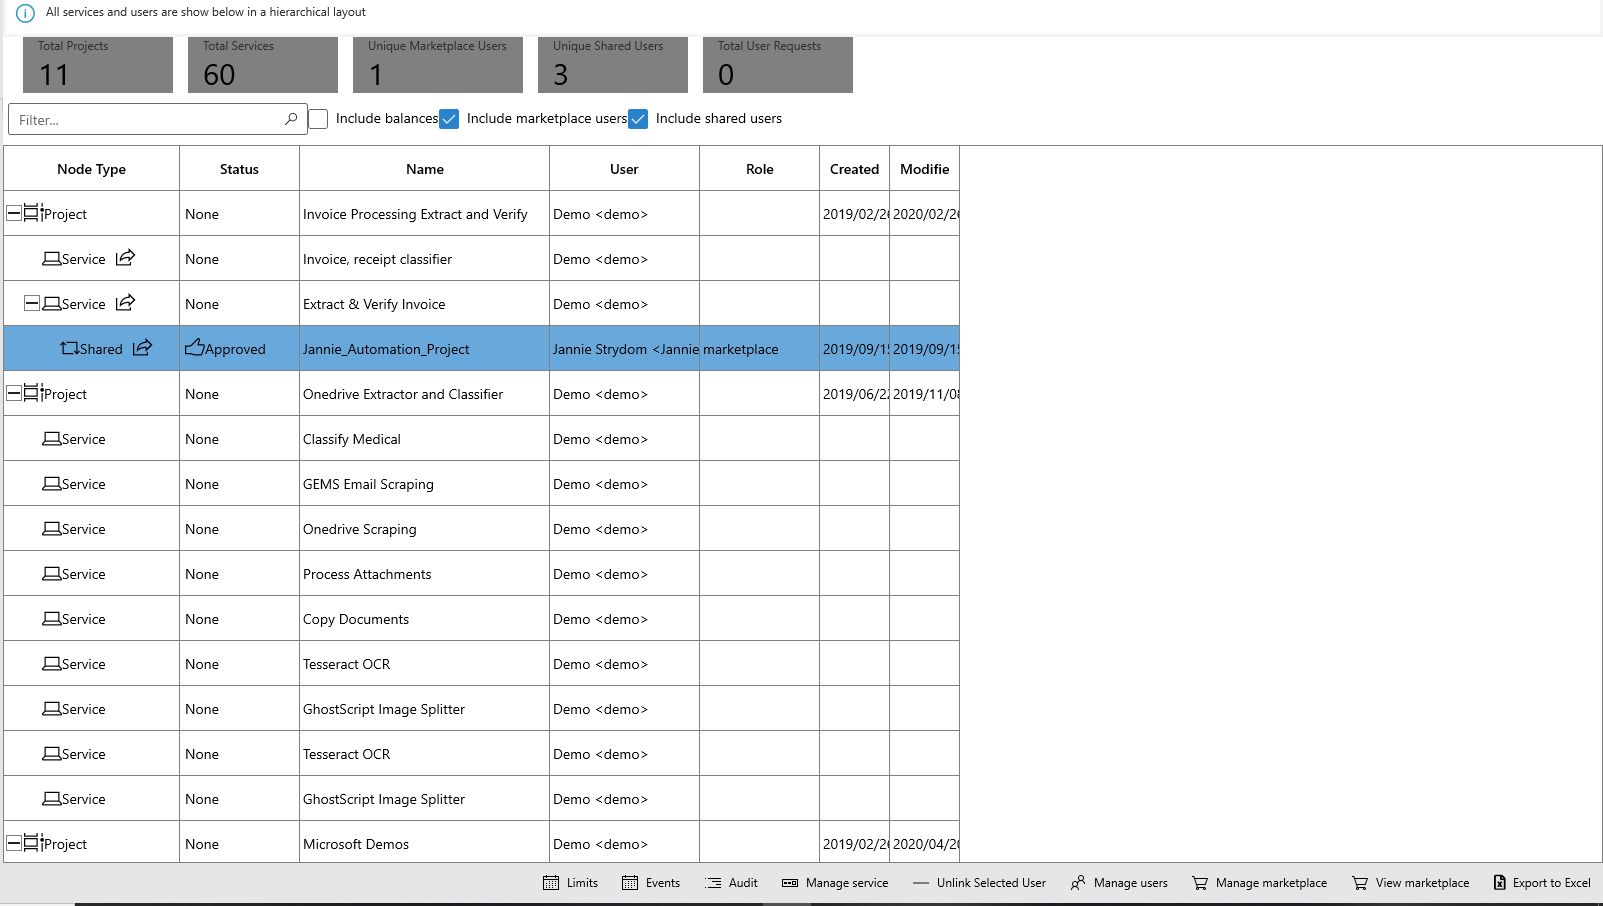 All services and users are show below in a hierarchical layout
Total Projects Total Services Unique Marketplace Users Unique Shared Users Total User Requests
11 60 1 3 0
Filter... Include balances Include marketplace users Include shared users
Node Type Status Name User Role Created Modifie
Project None Invoice Processing Extract and Verify Demo <demo> 2019/02/26 2020/02/26
Service None Invoice, receipt classifier Demo <demo>
Service None Extract & Verify Invoice Demo <demo>
Shared Approved Jannie_Automation_Project Jannie Strydom <Jannie marketplace 2019/09/15 2019/09/15
Project None Onedrive Extractor and Classifier Demo <demo> 2019/06/22 2019/11/08
Service None Classify Medical Demo <demo>
Service None GEMS Email Scraping Demo <demo>
Service None Onedrive Scraping Demo <demo>
Service None Process Attachments Demo <demo>
Service None Copy Documents Demo <demo>
Service None Tesseract OCR Demo <demo>
Service None GhostScript Image Splitter Demo <demo>
Service None Tesseract OCR Demo <demo>
Service None GhostScript Image Splitter Demo <demo>
Project None Microsoft Demos Demo <demo> 2019/02/26 2020/04/20
Limits Events Audit Manage service Unlink Selected User Manage users Manage marketplace View marketplace Export to Excel